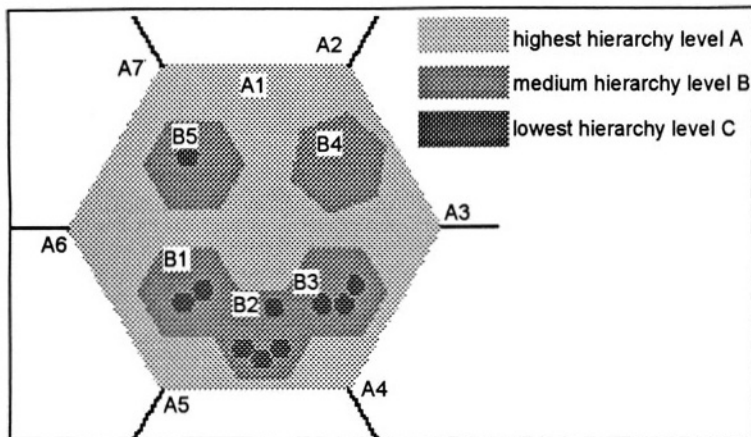 A7
A2
A1
highest hierarchy level A
medium hierarchy level B
lowest hierarchy level C
B5
B4
A3
A6
B1
B2
B3
A5
A4